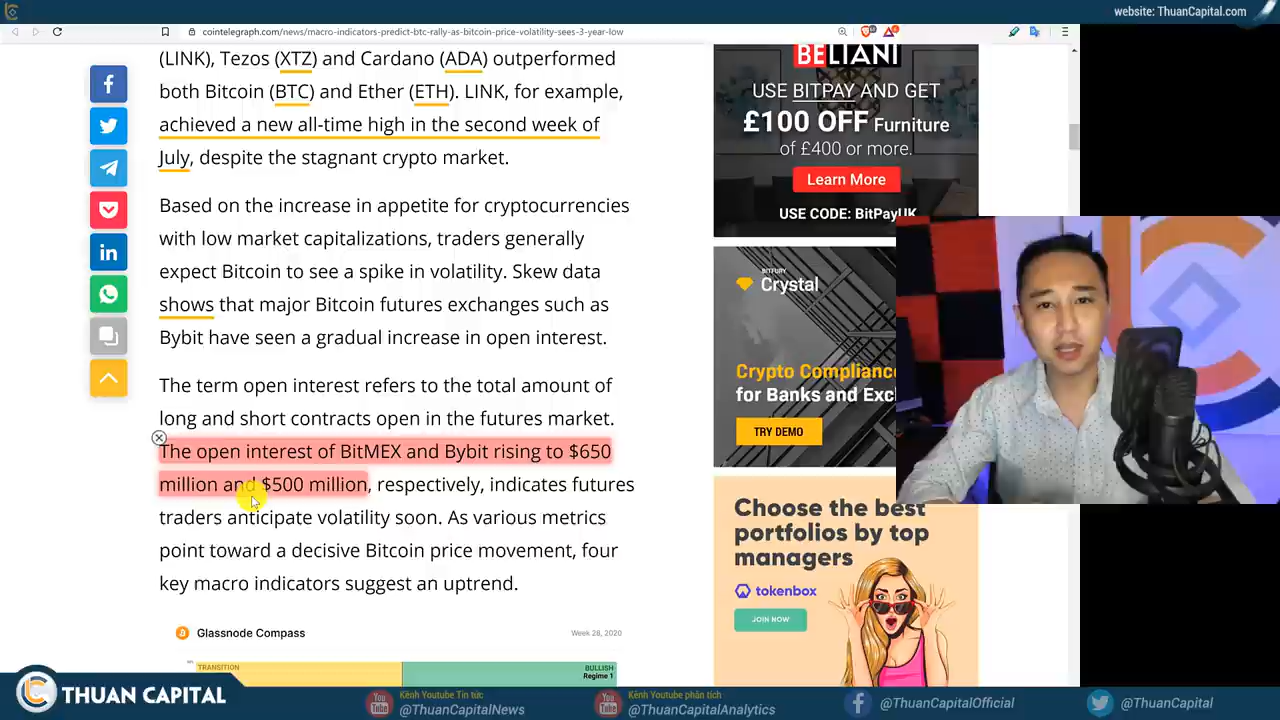 website: ThuanCapital.com
cointelegraph.com/news/macro-indicators-predict-btc-rally-as-bitcoin-price-volatility-sees-3-year-low
(LINK), Tezos (XTZ) and Cardano (ADA) outperformed
both Bitcoin (BTC) and Ether (ETH). LINK, for example,
achieved a new all-time high in the second week of
July, despite the stagnant crypto market.
Based on the increase in appetite for cryptocurrencies
with low market capitalizations, traders generally
expect Bitcoin to see a spike in volatility. Skew data
shows that major Bitcoin futures exchanges such as
Bybit have seen a gradual increase in open interest.
The term open interest refers to the total amount of
long and short contracts open in the futures market.
The open interest of BitMEX and Bybit rising to $650
million and $500 million, respectively, indicates futures
traders anticipate volatility soon. As various metrics
point toward a decisive Bitcoin price movement, four
key macro indicators suggest an uptrend.
Glassnode Compass
Week 28, 2020
TRANSITION
BULLISH
Regime 1
BELIANI
USE BITPAY AND GET
£100 OFF Furniture
of £400 or more.
Learn More
USE CODE: BitPayUK
BITFURY
Crystal
Crypto Compliance
for Banks and Exc
TRY DEMO
Choose the best
portfolios by top
managers
tokenbox
JOIN NOW
THUAN CAPITAL
Kênh Youtube Tin tức:
@ThuanCapitalNews
Kênh Youtube phân tích
@ThuanCapitalAnalytics
@ThuanCapitalOfficial
@ThuanCapital